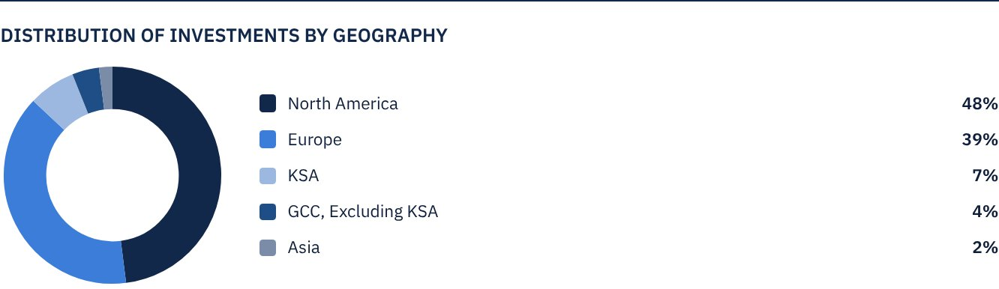 DISTRIBUTION OF INVESTMENTS BY GEOGRAPHY
North America 48%
Europe 39%
KSA 7%
GCC, Excluding KSA 4%
Asia 2%